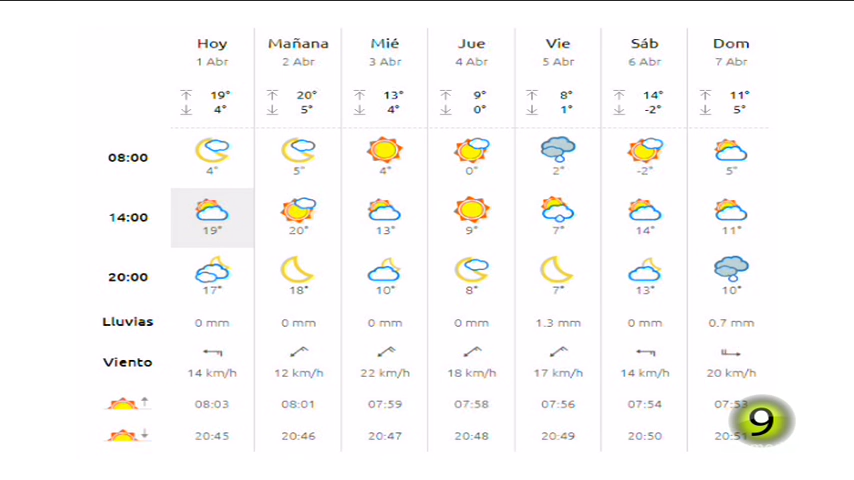 Hoy Mañana Mié Jue Vie Sáb Dom
1 Abr 2 Abr 3 Abr 4 Abr 5 Abr 6 Abr 7 Abr
19° 20° 13° 9° 8° 14° 11°
4° 5° 4° 0° 1° -2° 5°
08:00
4° 5° 4° 0° 2° -2° 5°
14:00
19° 20° 13° 9° 7° 14° 11°
20:00
17° 18° 10° 8° 7° 13° 10°
Lluvias 0 mm 0 mm 0 mm 0 mm 1.3 mm 0 mm 0.7 mm
Viento
14 km/h 12 km/h 22 km/h 18 km/h 17 km/h 14 km/h 20 km/h
08:03 08:01 07:59 07:58 07:56 07:54 07:53
20:45 20:46 20:47 20:48 20:49 20:50 20:51
9